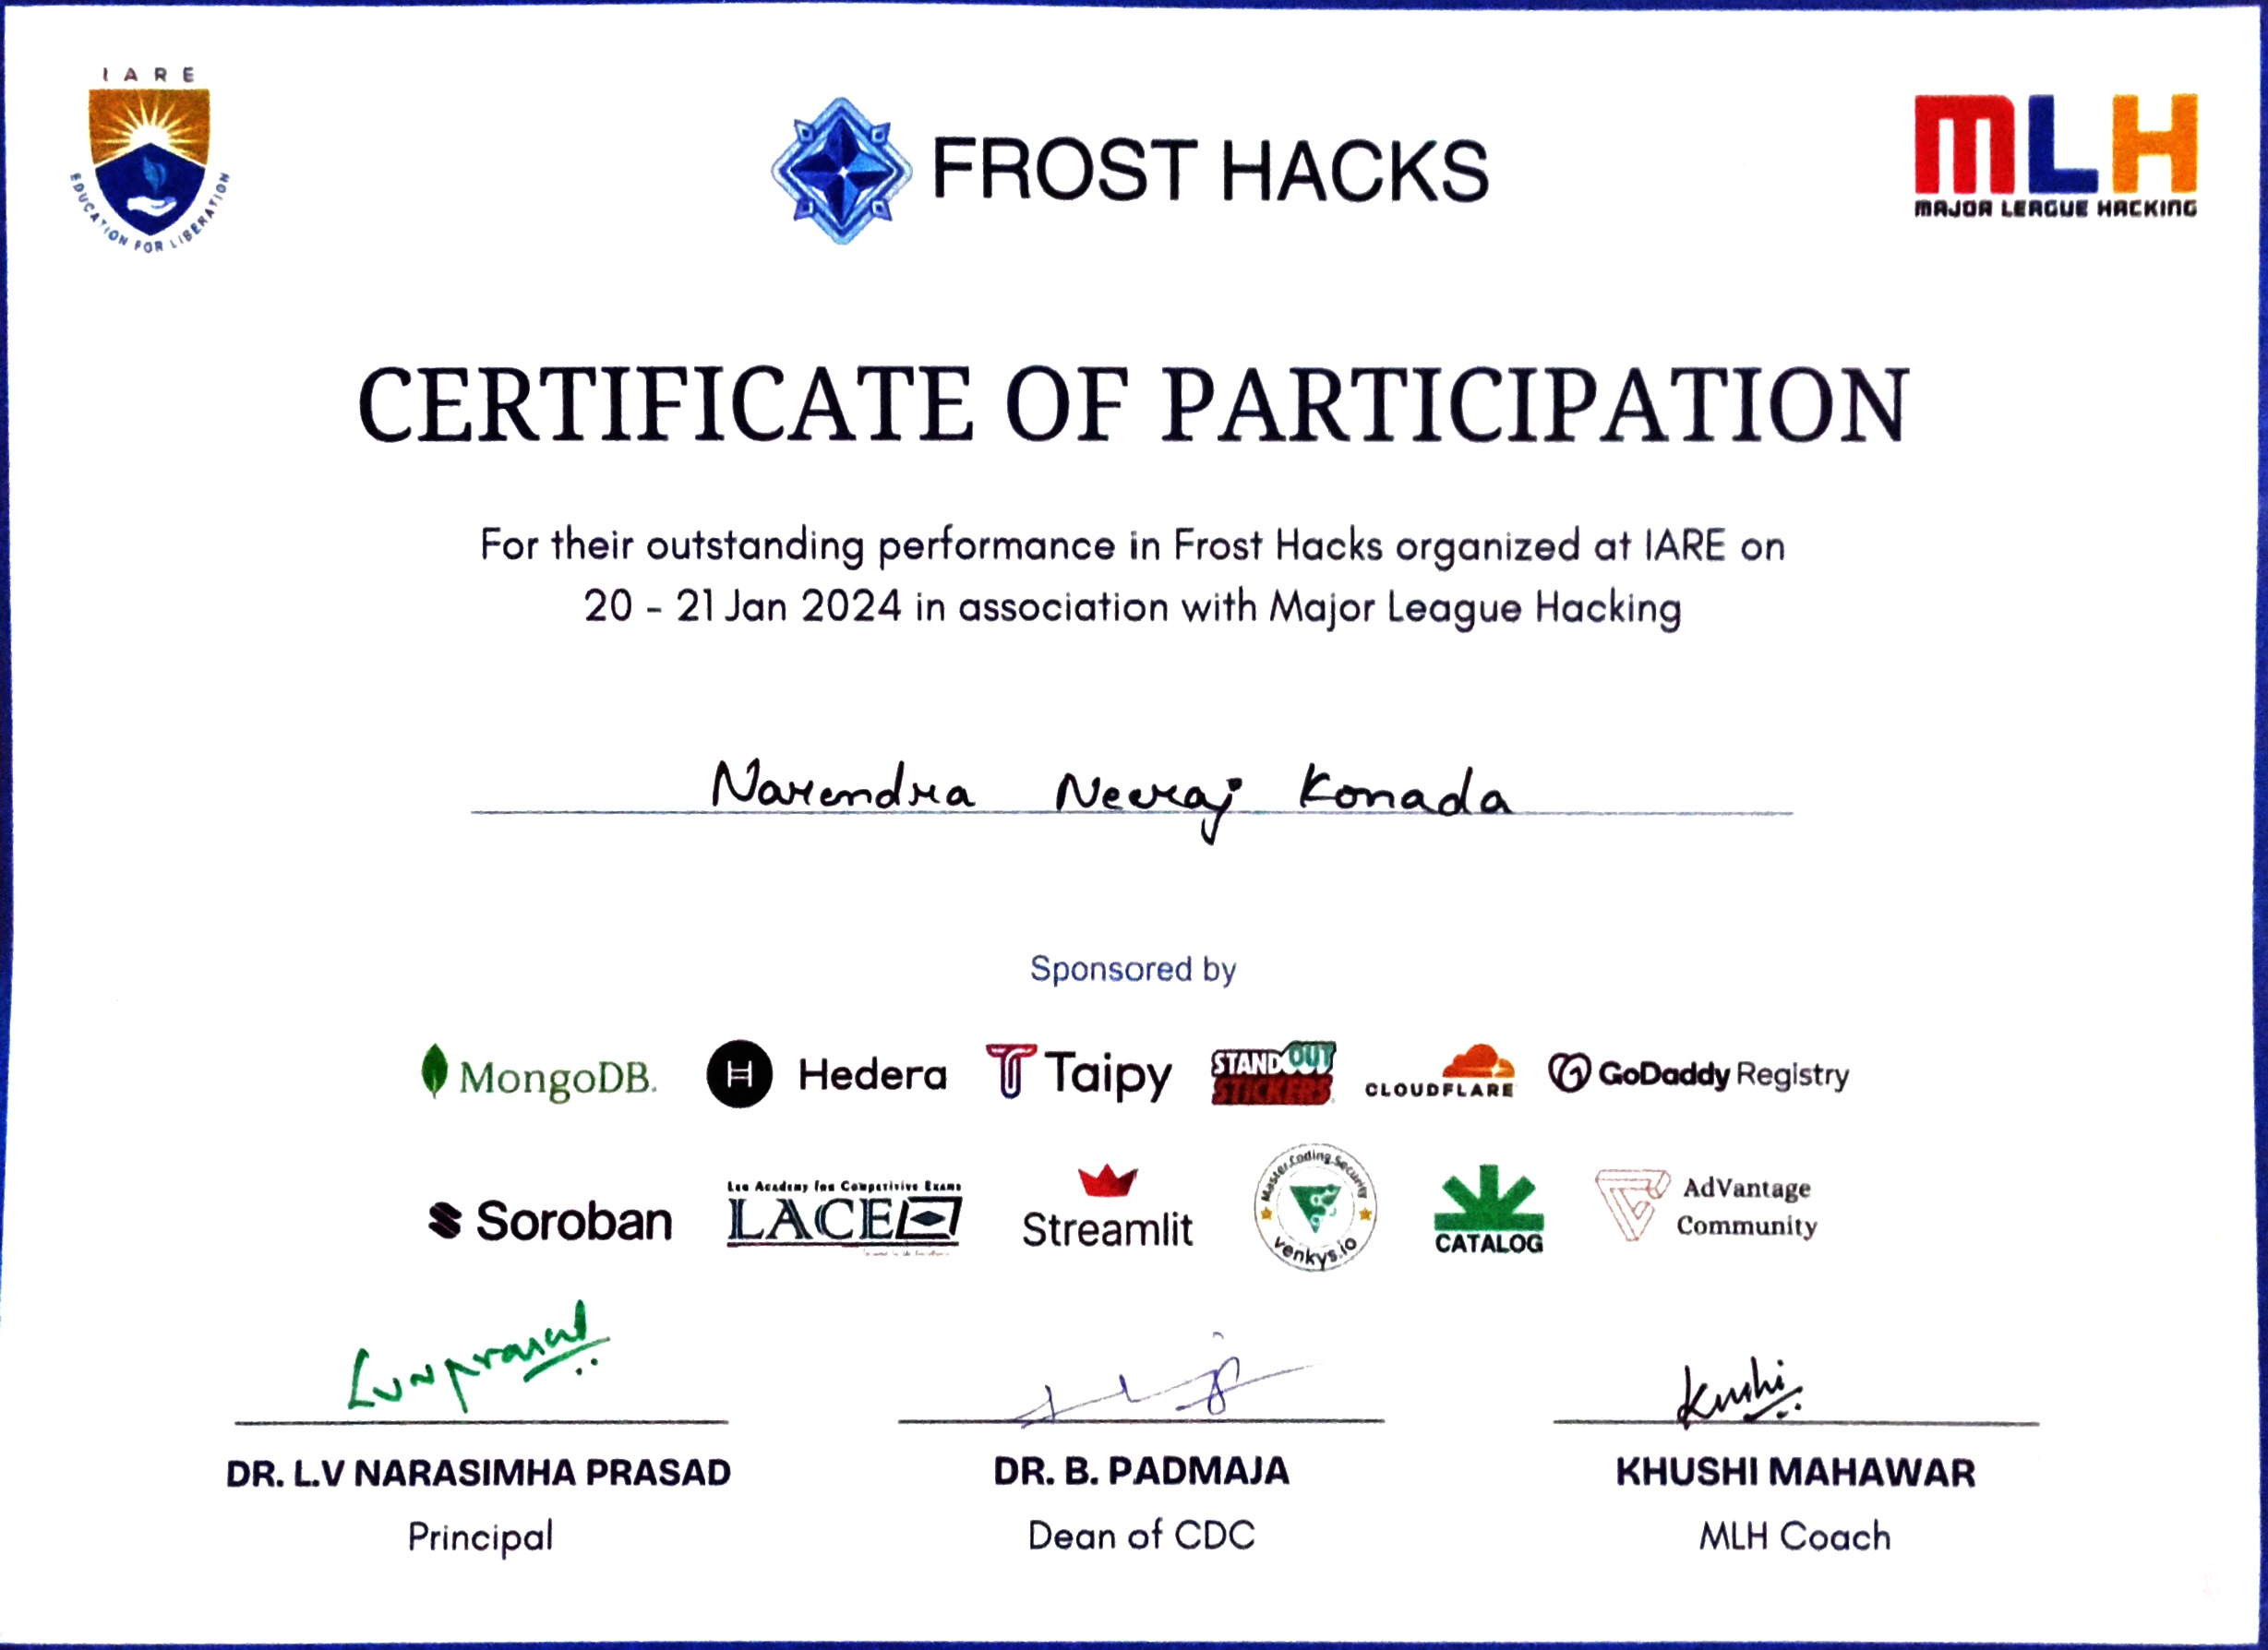 IARE
EDUCATION FOR LIBERATION
FROST HACKS
MLH
MAJOR LEAGUE HACKING
CERTIFICATE OF PARTICIPATION
For their outstanding performance in Frost Hacks organized at IARE on
20 - 21 Jan 2024 in association with Major League Hacking
Narendra Neeraj Konada
Sponsored by
MongoDB. Hedera Taipy STANDOUT STICKERS CLOUDFLARE GoDaddy Registry
Soroban
Leo Academy for Competitive Exams
LACE
Streamlit
Master Coding Security
venkys.io
CATALOG
AdVantage
Community
Lvnprasad
Kushi
DR. L.V NARASIMHA PRASAD DR. B. PADMAJA KHUSHI MAHAWAR
Principal Dean of CDC MLH Coach